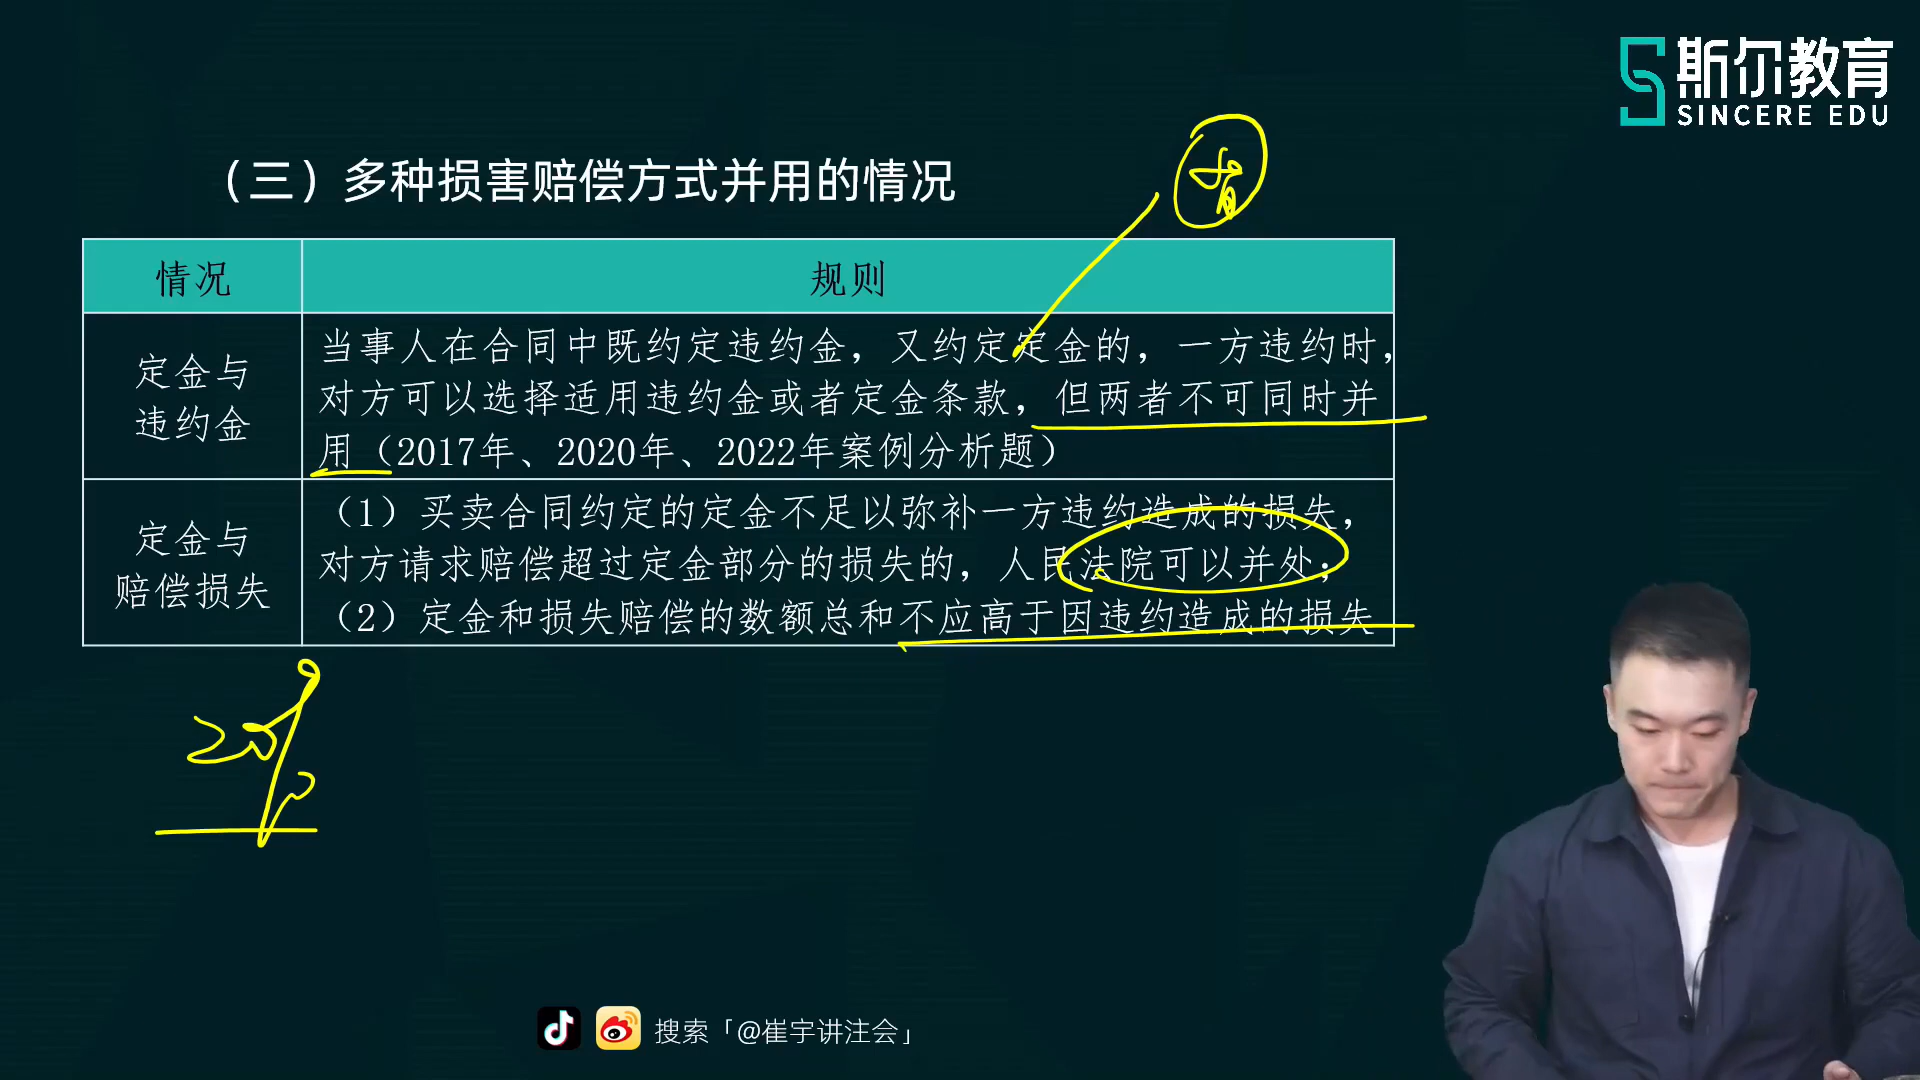 斯尔教育
SINCERE EDU
（三）多种损害赔偿方式并用的情况
情况
规则
定金与
违约金
当事人在合同中既约定违约金，又约定定金的，一方违约时，
对方可以选择适用违约金或者定金条款，但两者不可同时并
用（2017年、2020年、2022年案例分析题）
定金与
赔偿损失
（1）买卖合同约定的定金不足以弥补一方违约造成的损失，
对方请求赔偿超过定金部分的损失的，人民法院可以并处；
（2）定金和损失赔偿的数额总和不应高于因违约造成的损失
搜索「@崔宇讲注会」